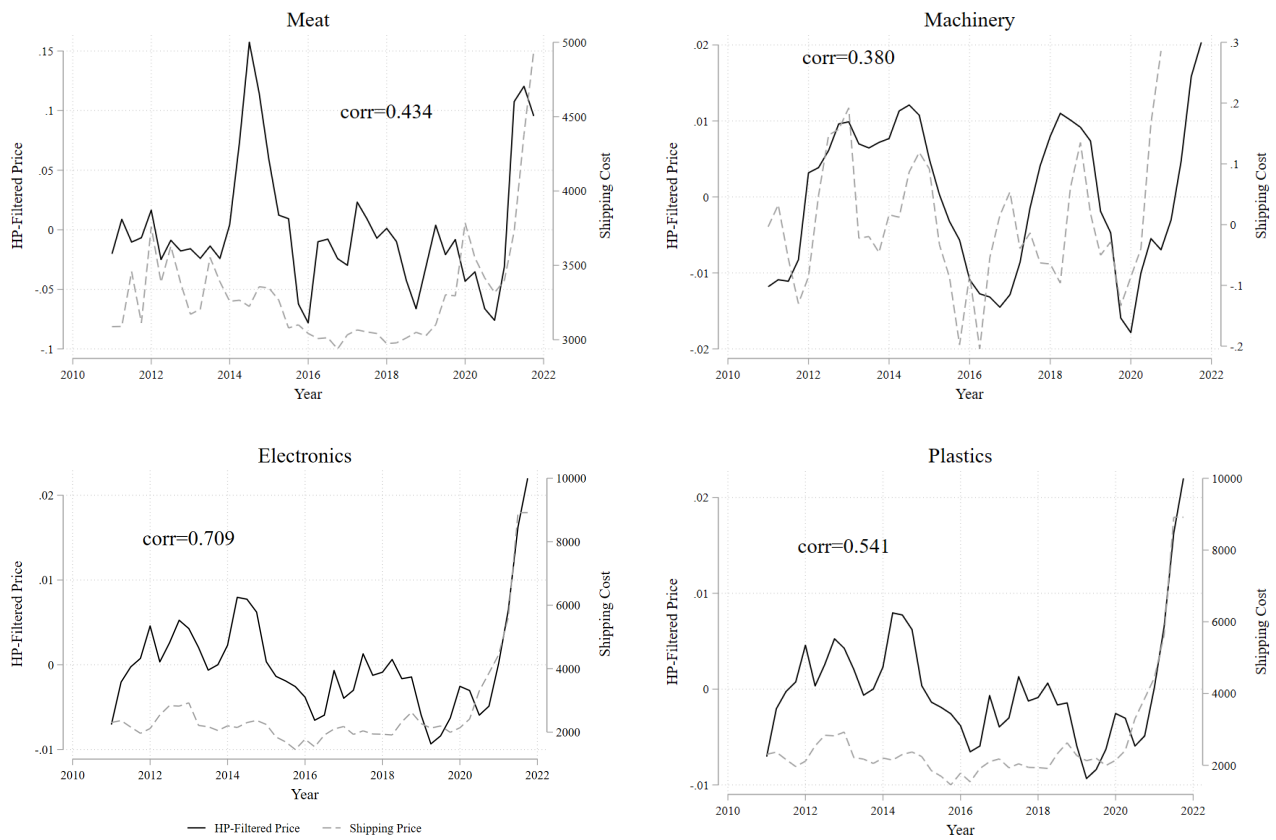 Meat
HP-Filtered Price
.15
.1
.05
0
-.05
-.1
corr=0.434
5000
4500
4000
3500
3000
Shipping Cost
2010 2012 2014 2016 2018 2020 2022
Year
Machinery
HP-Filtered Price
.02
.01
0
-.01
-.02
corr=0.380
.3
.2
.1
0
-.1
-.2
Shipping Cost
2010 2012 2014 2016 2018 2020 2022
Year
Electronics
HP-Filtered Price
.02
.01
0
-.01
corr=0.709
10000
8000
6000
4000
2000
Shipping Cost
2010 2012 2014 2016 2018 2020 2022
Year
HP-Filtered Price Shipping Price
Plastics
HP-Filtered Price
.02
.01
0
-.01
corr=0.541
10000
8000
6000
4000
2000
Shipping Cost
2010 2012 2014 2016 2018 2020 2022
Year